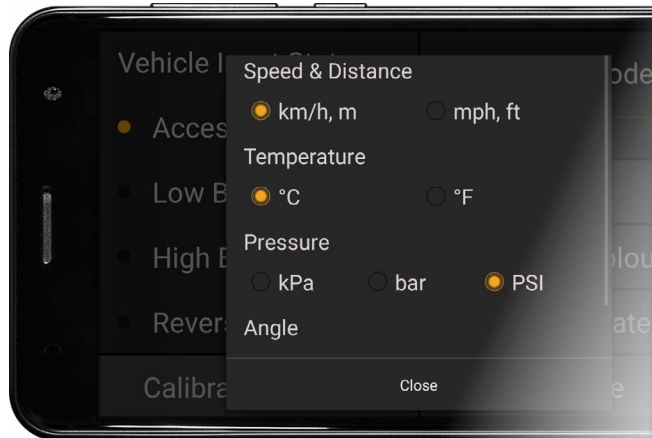 Vehicle I
Speed & Distance
ode
km/h, m
mph, ft
Acces
Temperature
Low B
°C
°F
Pressure
High B
kPa
bar
PSI
lou
Revers
Angle
ate
Calibra
Close
e